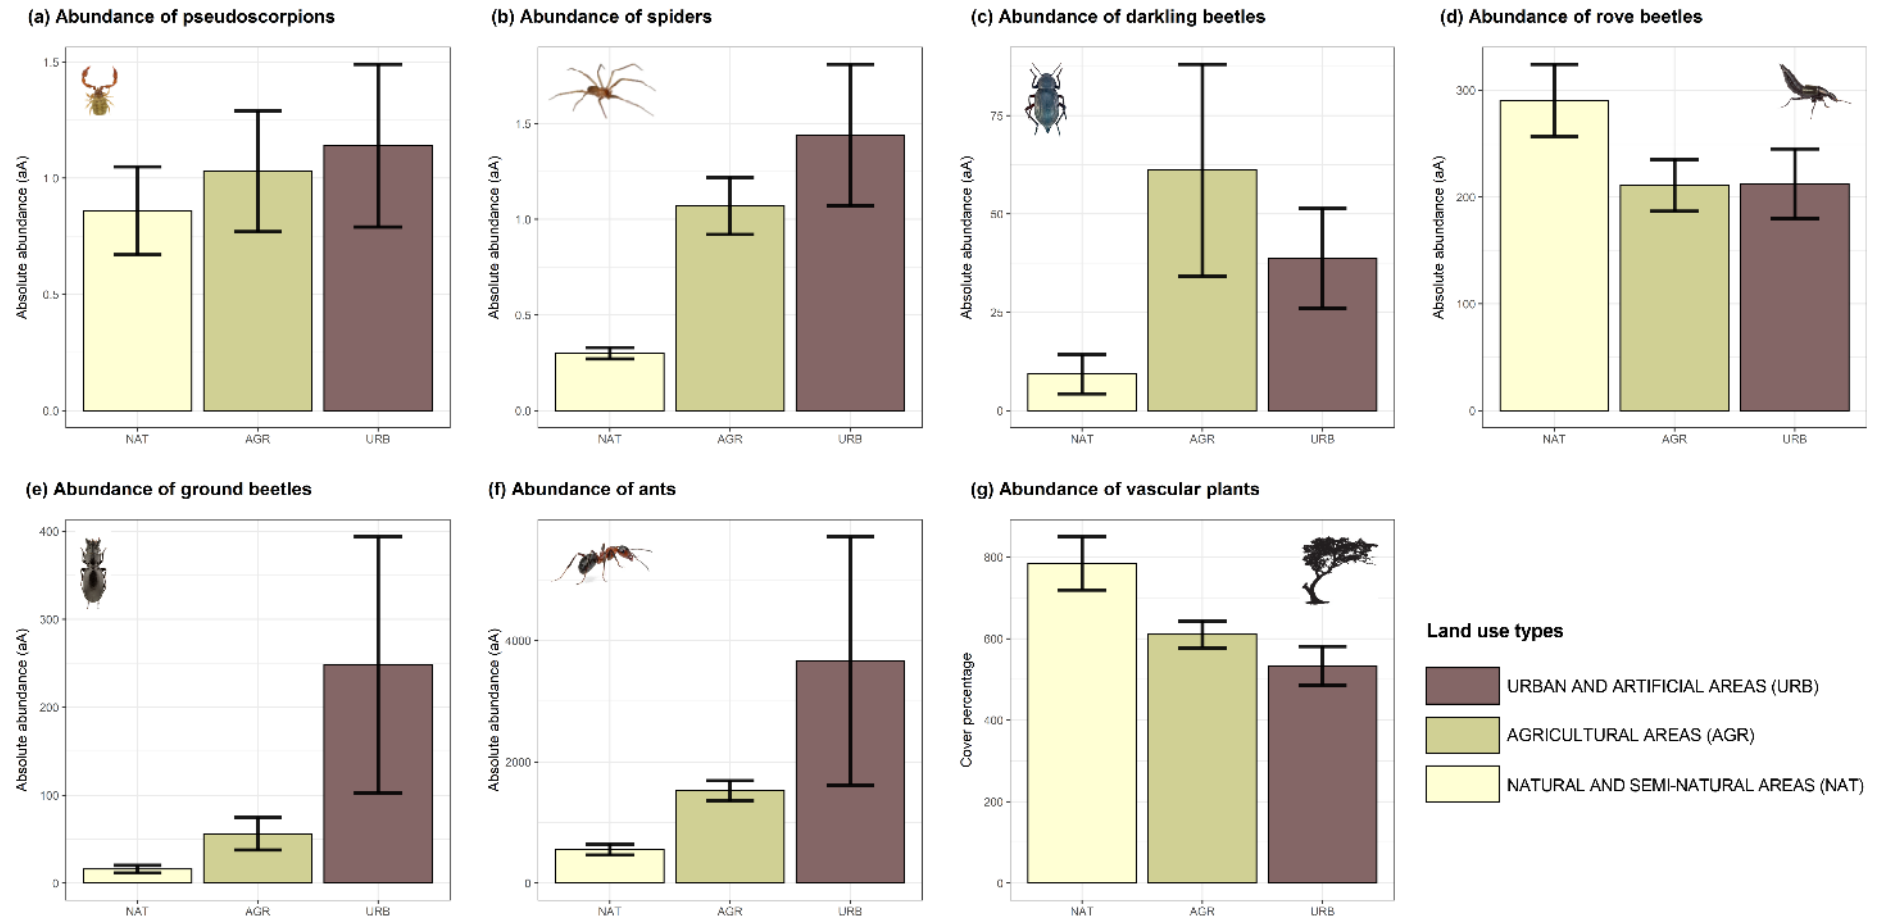 (a) Abundance of pseudoscorpions
1.5
1.0
0.5
0.0
Absolute abundance (aA)
NAT AGR URB
(b) Abundance of spiders
1.5
1.0
0.5
0.0
Absolute abundance (aA)
NAT AGR URB
(c) Abundance of darkling beetles
75
50
25
0
Absolute abundance (aA)
NAT AGR URB
(d) Abundance of rove beetles
300
200
100
0
Absolute abundance (aA)
NAT AGR URB
(e) Abundance of ground beetles
400
300
200
100
0
Absolute abundance (aA)
NAT AGR URB
(f) Abundance of ants
4000
2000
0
Absolute abundance (aA)
NAT AGR URB
(g) Abundance of vascular plants
800
600
400
200
0
Cover percentage
NAT AGR URB
Land use types
URBAN AND ARTIFICIAL AREAS (URB)
AGRICULTURAL AREAS (AGR)
NATURAL AND SEMI-NATURAL AREAS (NAT)